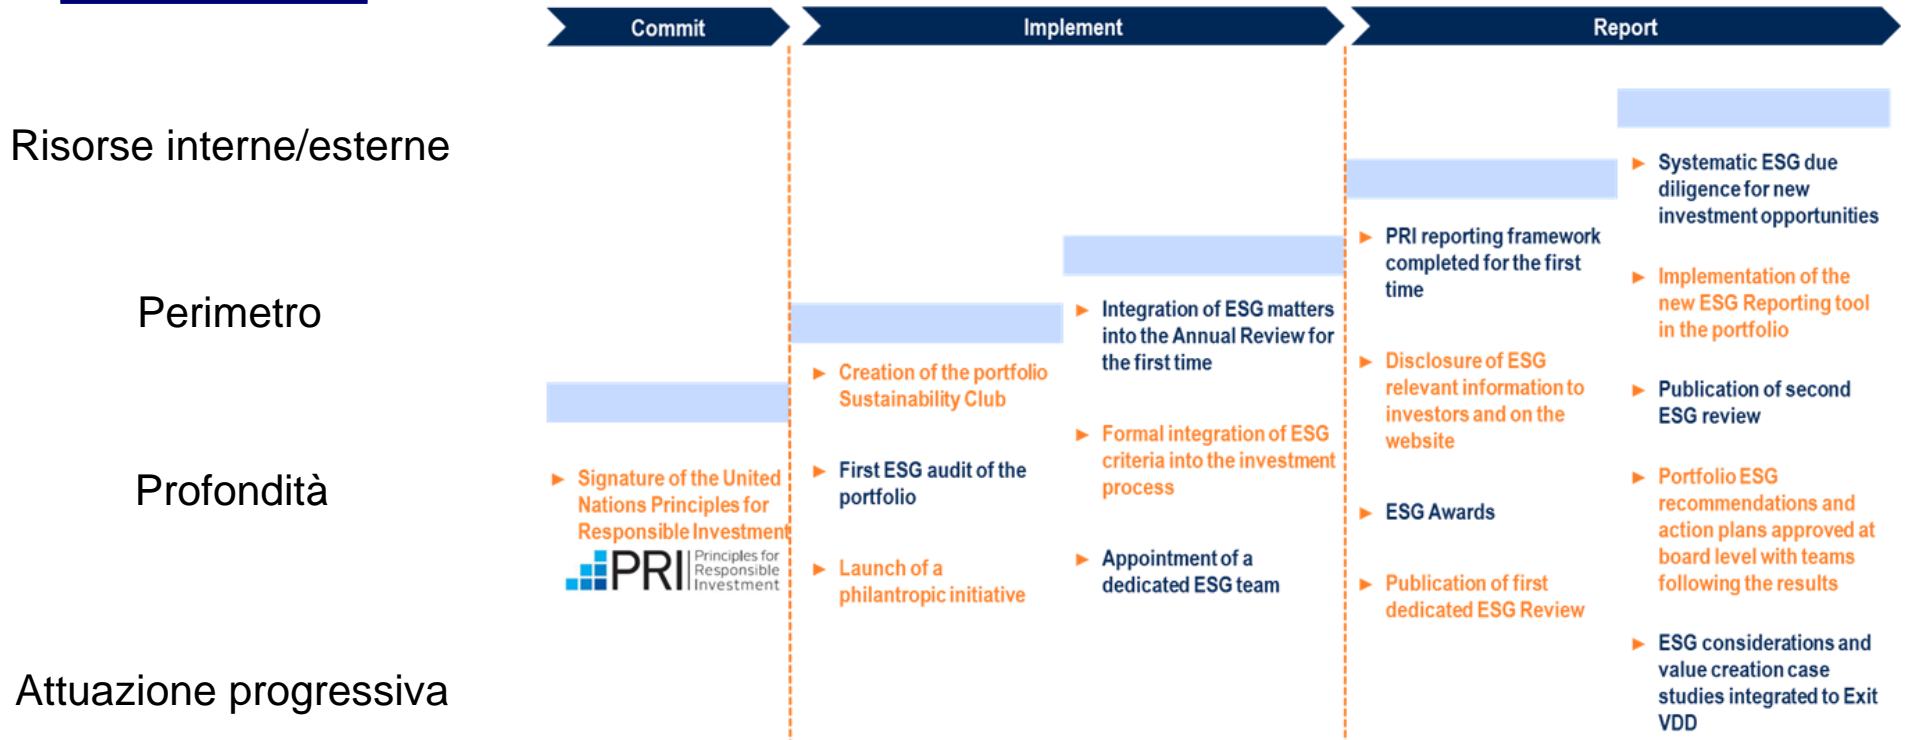 Commit
Implement
Report
Risorse interne/esterne
Perimetro
Profondità
Attuazione progressiva
► Signature of the United
Nations Principles for
Responsible Investment
PRI
Principles for
Responsible
Investment
► Creation of the portfolio
Sustainability Club
► First ESG audit of the
portfolio
► Launch of a
philantropic initiative
► Integration of ESG matters
into the Annual Review for
the first time
► Formal integration of ESG
criteria into the investment
process
► Appointment of a
dedicated ESG team
► PRI reporting framework
completed for the first
time
► Disclosure of ESG
relevant information to
investors and on the
website
► ESG Awards
► Publication of first
dedicated ESG Review
► Systematic ESG due
diligence for new
investment opportunities
► Implementation of the
new ESG Reporting tool
in the portfolio
► Publication of second
ESG review
► Portfolio ESG
recommendations and
action plans approved at
board level with teams
following the results
► ESG considerations and
value creation case
studies integrated to Exit
VDD